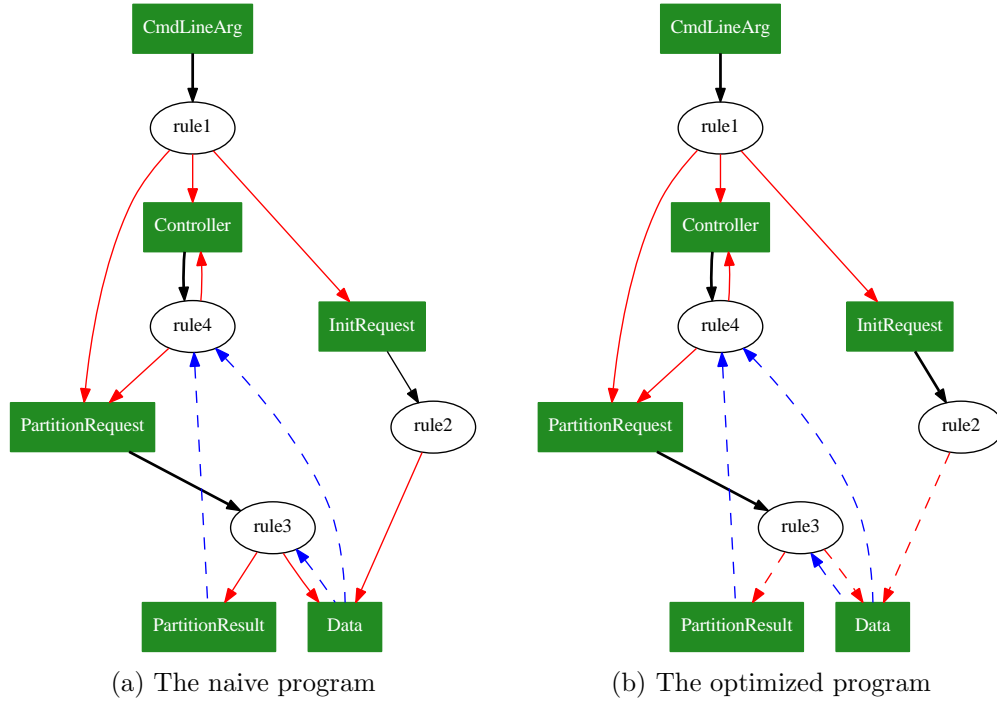 CmdLineArg
rule1
Controller
rule4
InitRequest
PartitionRequest
rule2
rule3
PartitionResult
Data
(a) The naive program
CmdLineArg
rule1
Controller
rule4
InitRequest
PartitionRequest
rule2
rule3
PartitionResult
Data
(b) The optimized program